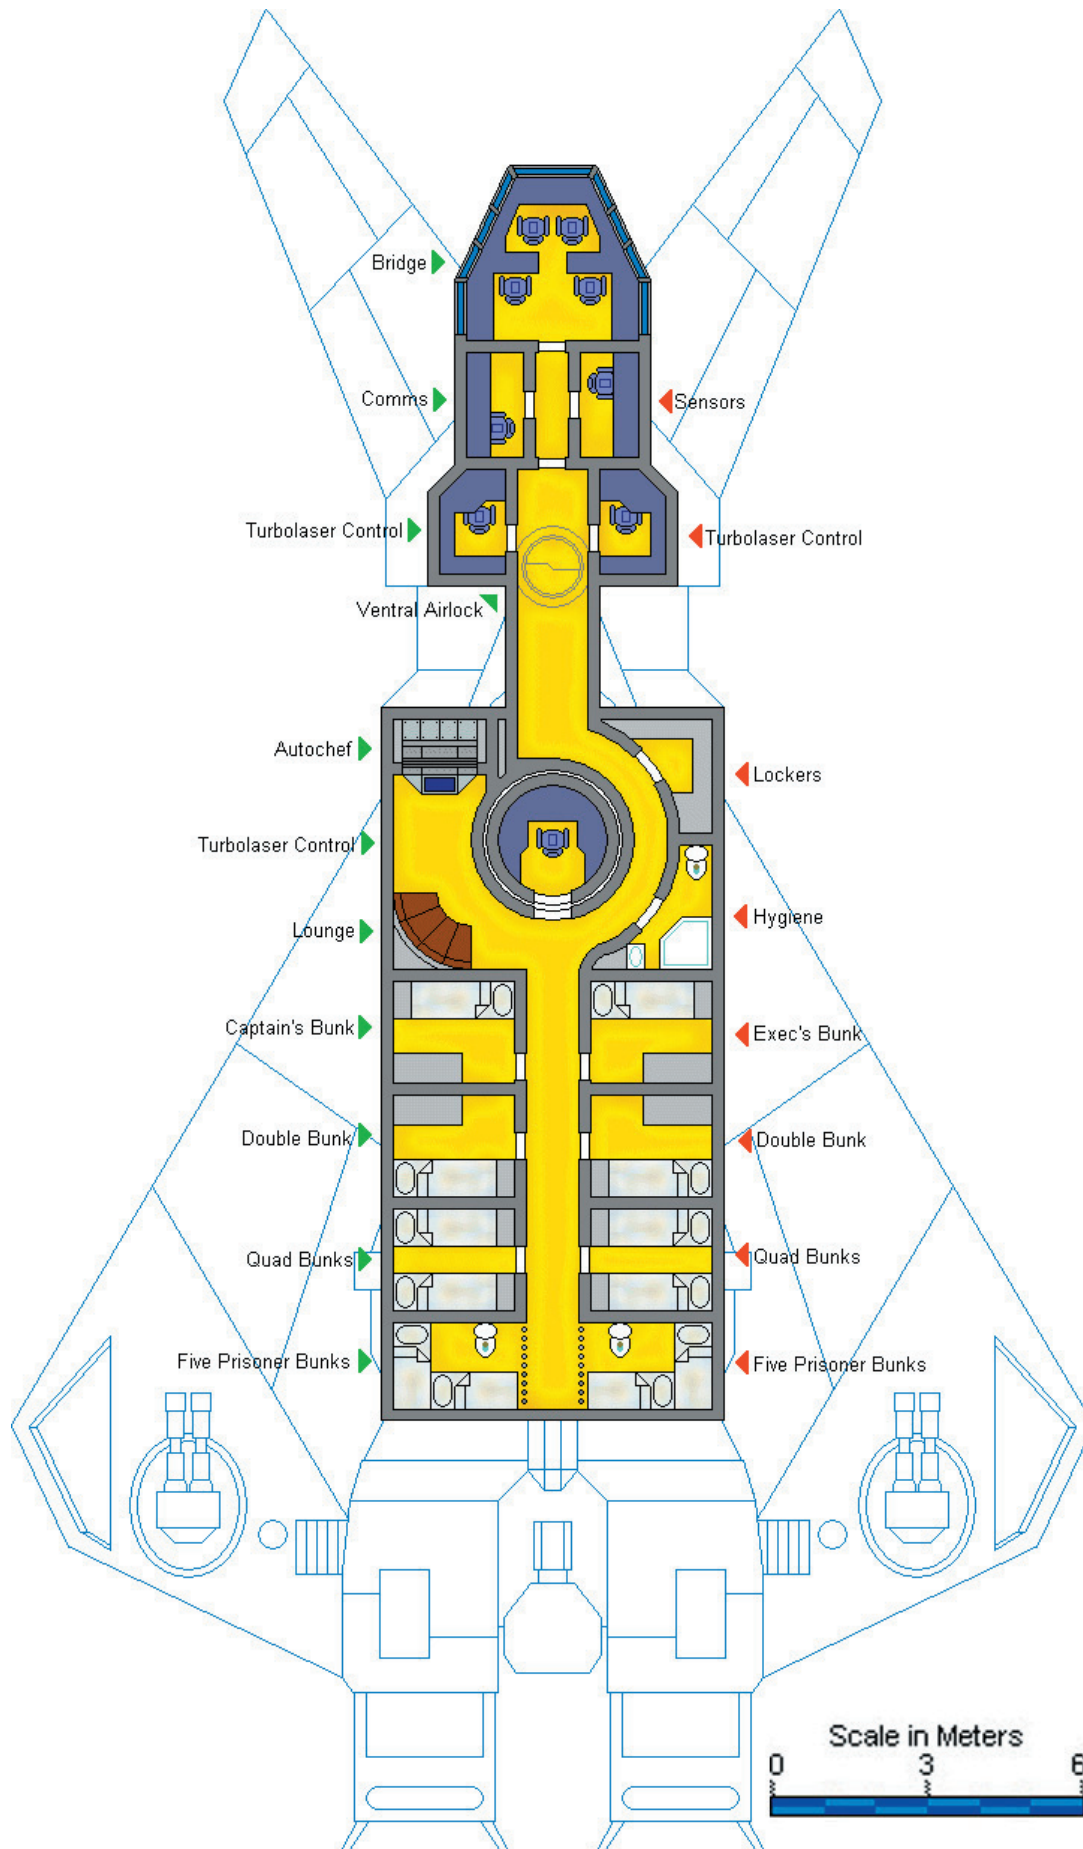 Bridge
Comms
Sensors
Turbolaser Control
Turbolaser Control
Ventral Airlock
Autochef
Lockers
Turbolaser Control
Hygiene
Lounge
Captain's Bunk
Exec's Bunk
Double Bunk
Double Bunk
Quad Bunks
Quad Bunks
Five Prisoner Bunks
Five Prisoner Bunks
Scale in Meters
0 3 6